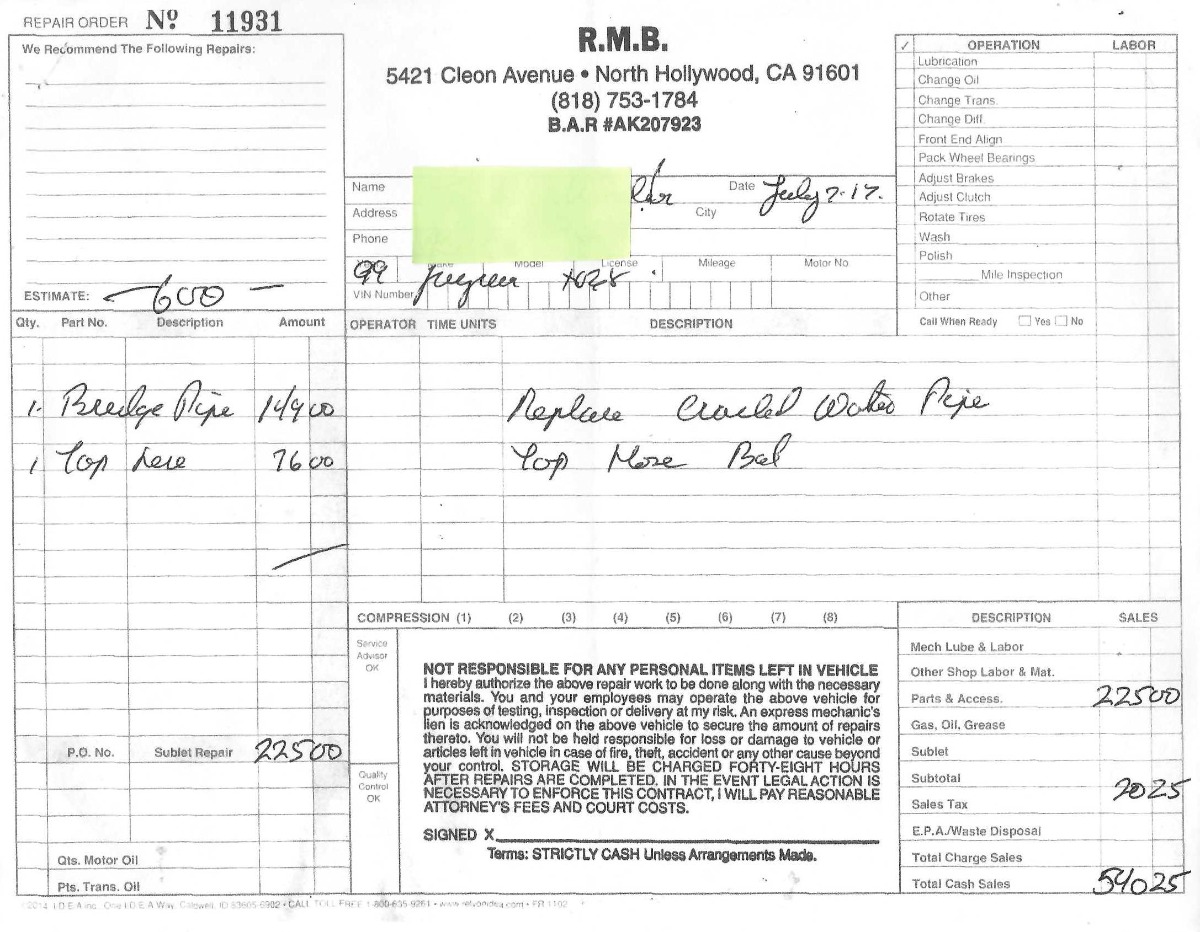 REPAIR ORDER Nº 11931
We Recommend The Following Repairs:
ESTIMATE: 600 —
R.M.B.
5421 Cleon Avenue • North Hollywood, CA 91601
(818) 753-1784
B.A.R #AK207923
Name
Date July 7-17.
Address
City
Phone
Make Model License Mileage Motor No
99
VIN Number
✓ OPERATION LABOR
Lubrication
Change Oil
Change Trans.
Change Diff.
Front End Align
Pack Wheel Bearings
Adjust Brakes
Adjust Clutch
Rotate Tires
Wash
Polish
Mile Inspection
Other
Call When Ready Yes No
Qty. Part No. Description Amount
1- Bredge Pipe 149 00
1 Top 76 00
P.O. No. Sublet Repair 225 00
Qts. Motor Oil
Pts. Trans. Oil
OPERATOR TIME UNITS DESCRIPTION
Replace Water Pipe
Top
COMPRESSION (1) (2) (3) (4) (5) (6) (7) (8)
Service Advisor OK
Quality Control OK
NOT RESPONSIBLE FOR ANY PERSONAL ITEMS LEFT IN VEHICLE
I hereby authorize the above repair work to be done along with the necessary
materials. You and your employees may operate the above vehicle for
purposes of testing, inspection or delivery at my risk. An express mechanic's
lien is acknowledged on the above vehicle to secure the amount of repairs
thereto. You will not be held responsible for loss or damage to vehicle or
articles left in vehicle in case of fire, theft, accident or any other cause beyond
your control. STORAGE WILL BE CHARGED FORTY-EIGHT HOURS
AFTER REPAIRS ARE COMPLETED. IN THE EVENT LEGAL ACTION IS
NECESSARY TO ENFORCE THIS CONTRACT, I WILL PAY REASONABLE
ATTORNEY'S FEES AND COURT COSTS.
SIGNED X
Terms: STRICTLY CASH Unless Arrangements Made.
DESCRIPTION SALES
Mech Lube & Labor
Other Shop Labor & Mat.
Parts & Access. 225 00
Gas, Oil, Grease
Sublet
Subtotal
20 25
Sales Tax
E.P.A./Waste Disposal
Total Charge Sales
Total Cash Sales 540 25